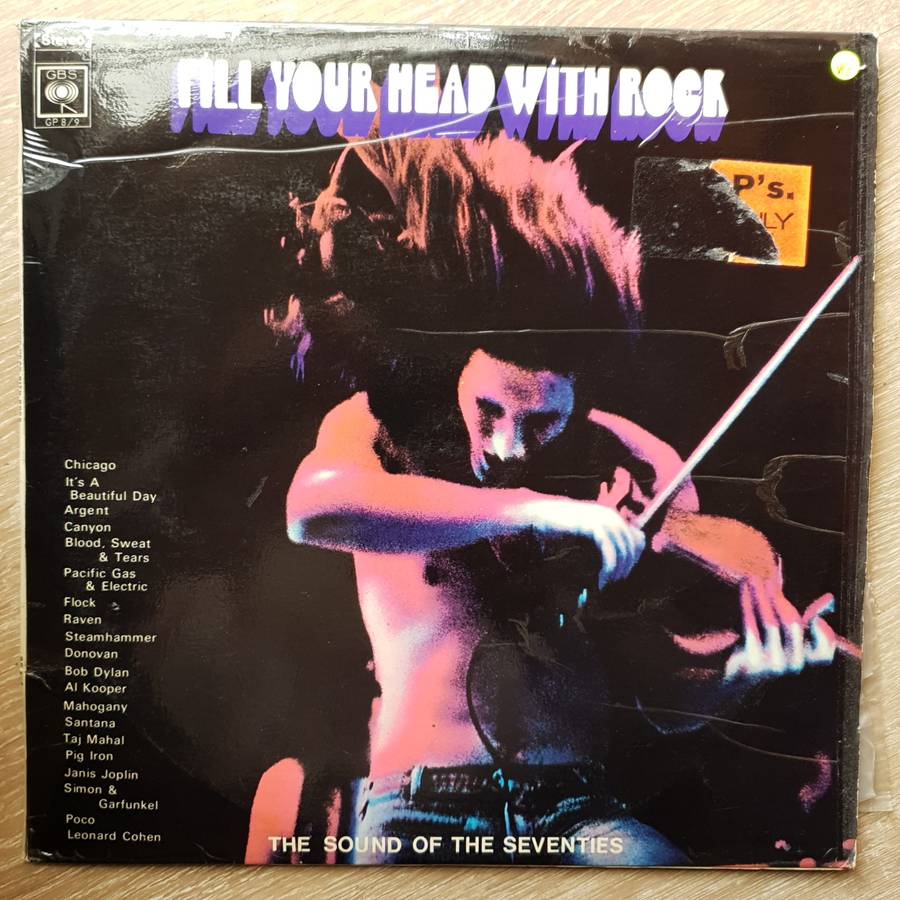 Stereo
GBS
GP 8/9
FILL YOUR HEAD WITH ROCK
P's.
Chicago
It's A
Beautiful Day
Argent
Canyon
Blood, Sweat
& Tears
Pacific Gas
& Electric
Flock
Raven
Steamhammer
Donovan
Bob Dylan
Al Kooper
Mahogany
Santana
Taj Mahal
Pig Iron
Janis Joplin
Simon &
Garfunkel
Poco
Leonard Cohen
THE SOUND OF THE SEVENTIES